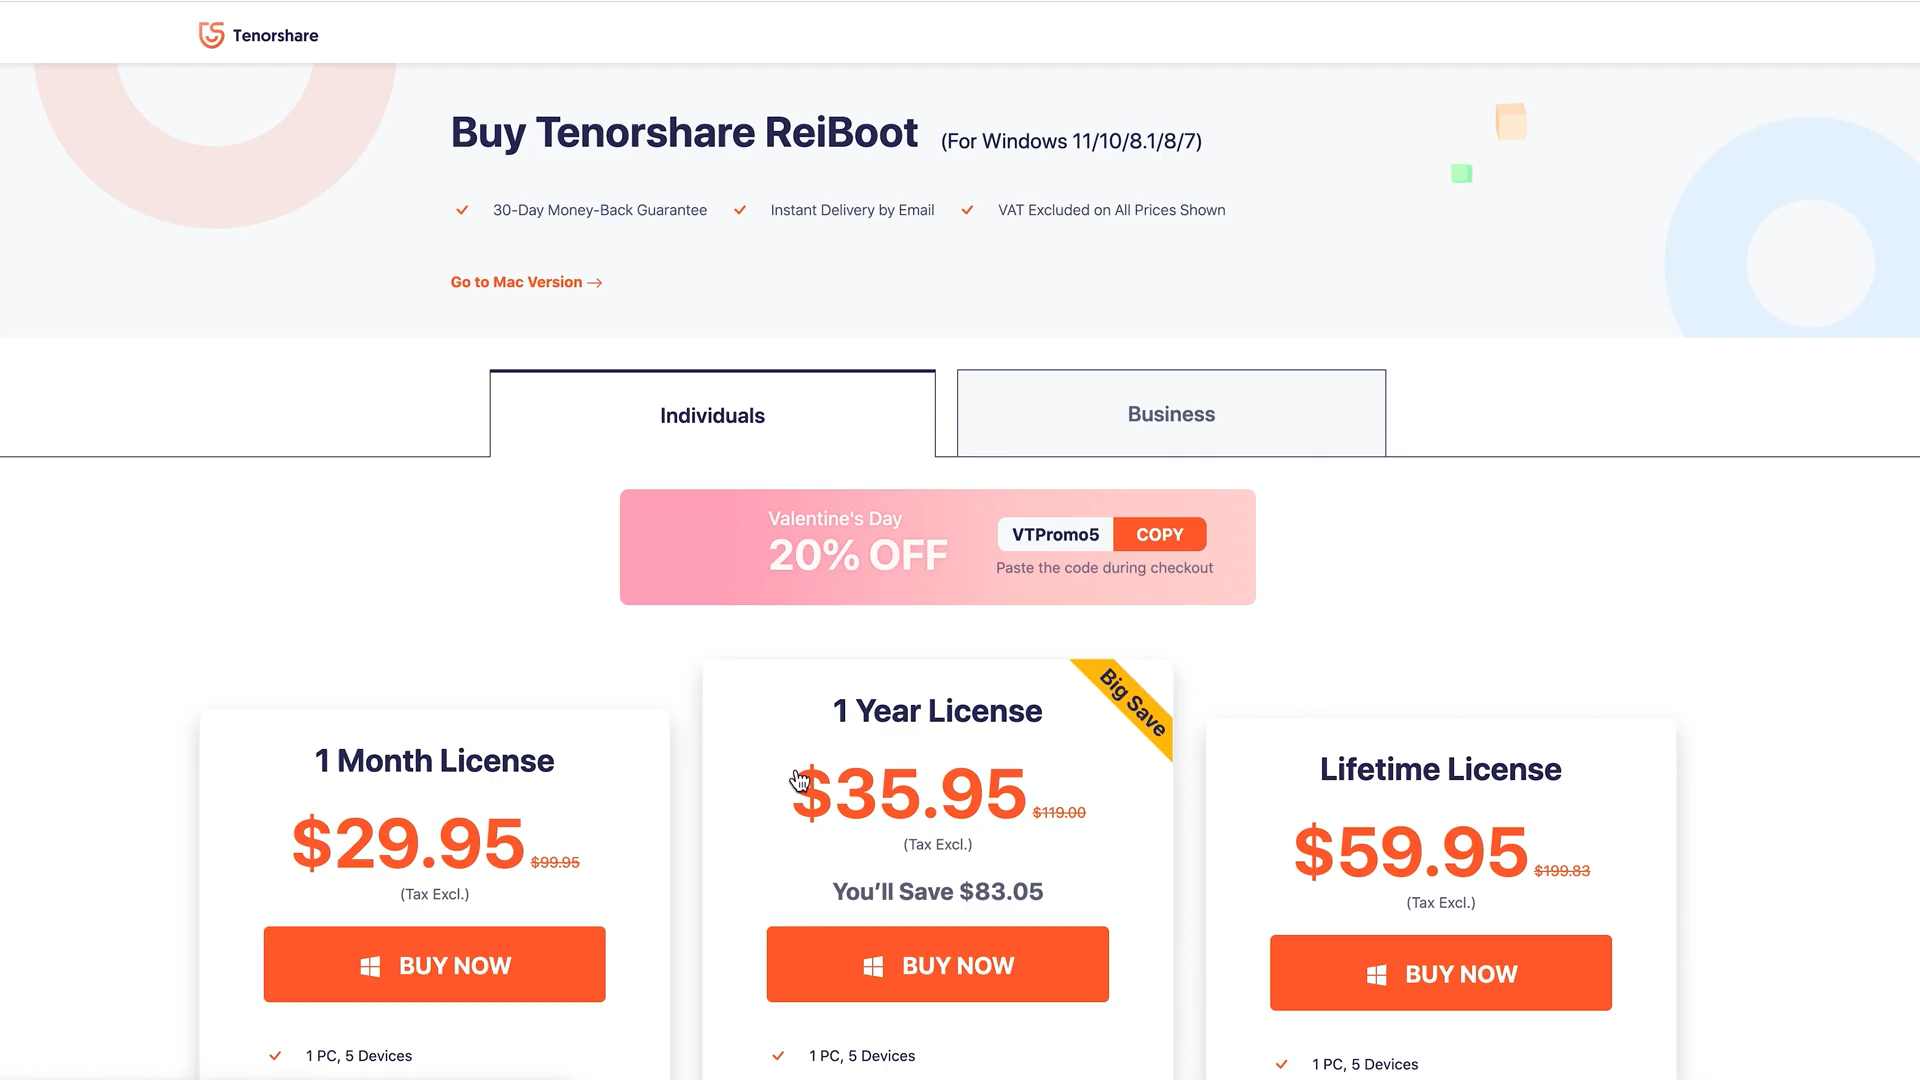 Tenorshare
Buy Tenorshare ReiBoot (For Windows 11/10/8.1/8/7)
30-Day Money-Back Guarantee Instant Delivery by Email VAT Excluded on All Prices Shown
Go to Mac Version
Individuals Business
Valentine's Day
20% OFF
VTPromo5 COPY
Paste the code during checkout
1 Month License
$29.95 $99.95
(Tax Excl.)
BUY NOW
1 PC, 5 Devices
Big Save
1 Year License
$35.95 $119.00
(Tax Excl.)
You’ll Save $83.05
BUY NOW
1 PC, 5 Devices
Lifetime License
$59.95 $199.83
(Tax Excl.)
BUY NOW
1 PC, 5 Devices